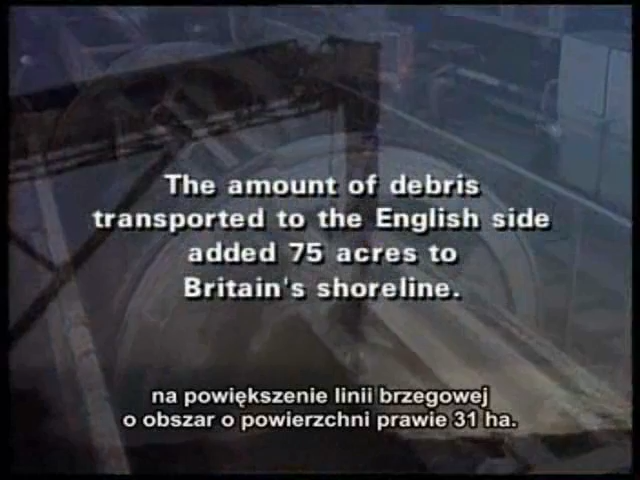 The amount of debris
transported to the English side
added 75 acres to
Britain's shoreline.
na powiększenie linii brzegowej
o obszar o powierzchni prawie 31 ha.